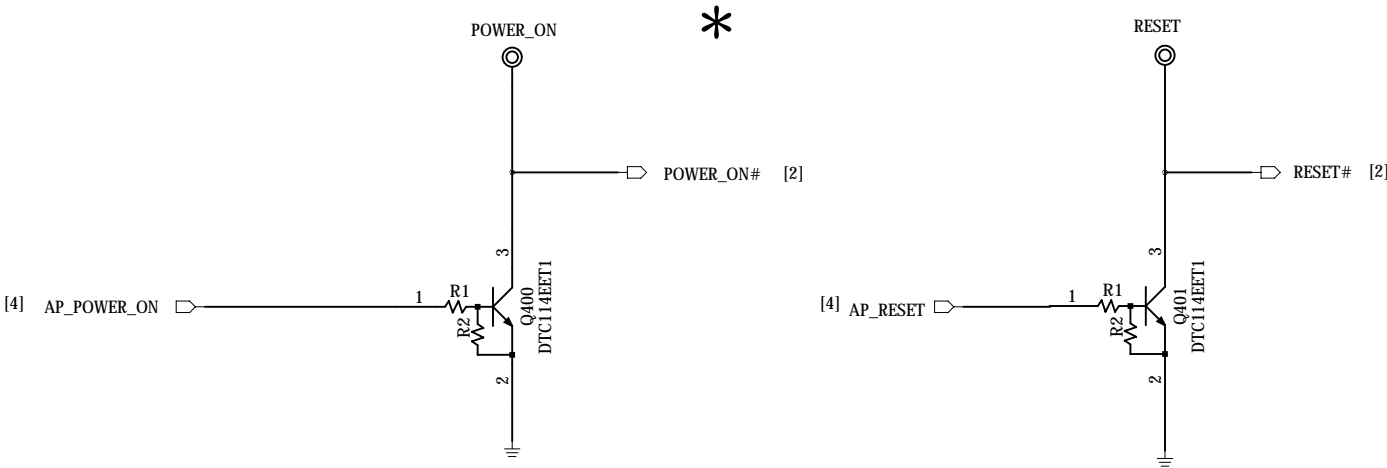 POWER_ON
*
RESET
POWER_ON# [2]
RESET# [2]
3
3
[4] AP_POWER_ON
1
R1
R2
Q400
DTC114EET1
2
[4] AP_RESET
1
R1
R2
Q401
DTC114EET1
2